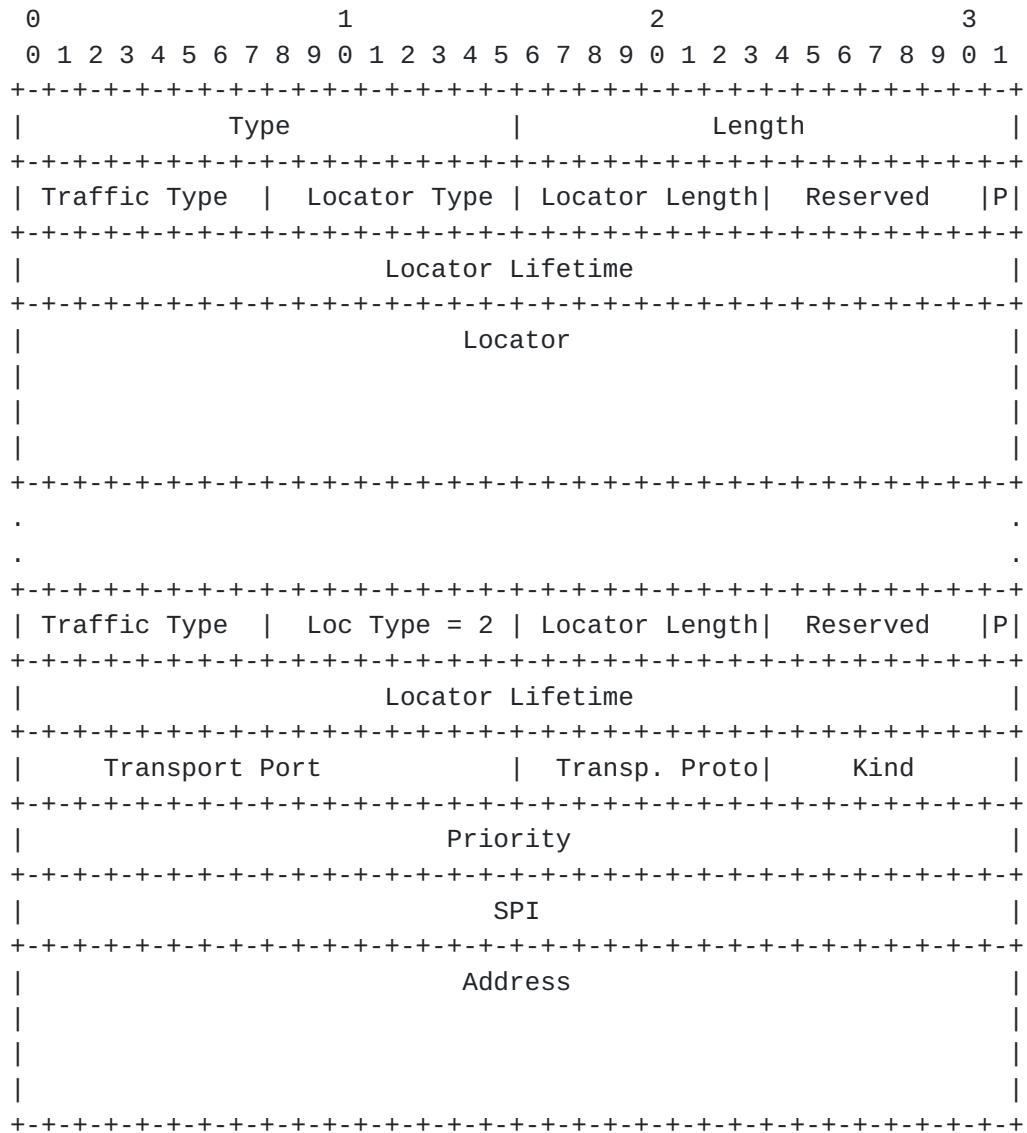 0                   1                   2                   3
 0 1 2 3 4 5 6 7 8 9 0 1 2 3 4 5 6 7 8 9 0 1 2 3 4 5 6 7 8 9 0 1
+-+-+-+-+-+-+-+-+-+-+-+-+-+-+-+-+-+-+-+-+-+-+-+-+-+-+-+-+-+-+-+-+
|             Type              |            Length             |
+-+-+-+-+-+-+-+-+-+-+-+-+-+-+-+-+-+-+-+-+-+-+-+-+-+-+-+-+-+-+-+-+
| Traffic Type  |  Locator Type | Locator Length|  Reserved   |P|
+-+-+-+-+-+-+-+-+-+-+-+-+-+-+-+-+-+-+-+-+-+-+-+-+-+-+-+-+-+-+-+-+
|                       Locator Lifetime                        |
+-+-+-+-+-+-+-+-+-+-+-+-+-+-+-+-+-+-+-+-+-+-+-+-+-+-+-+-+-+-+-+-+
|                            Locator                            |
|                                                               |
|                                                               |
|                                                               |
+-+-+-+-+-+-+-+-+-+-+-+-+-+-+-+-+-+-+-+-+-+-+-+-+-+-+-+-+-+-+-+-+
.                                                               .
.                                                               .
+-+-+-+-+-+-+-+-+-+-+-+-+-+-+-+-+-+-+-+-+-+-+-+-+-+-+-+-+-+-+-+-+
| Traffic Type  |  Loc Type = 2 | Locator Length|  Reserved   |P|
+-+-+-+-+-+-+-+-+-+-+-+-+-+-+-+-+-+-+-+-+-+-+-+-+-+-+-+-+-+-+-+-+
|                       Locator Lifetime                        |
+-+-+-+-+-+-+-+-+-+-+-+-+-+-+-+-+-+-+-+-+-+-+-+-+-+-+-+-+-+-+-+-+
|     Transport Port            |  Transp. Proto|     Kind      |
+-+-+-+-+-+-+-+-+-+-+-+-+-+-+-+-+-+-+-+-+-+-+-+-+-+-+-+-+-+-+-+-+
|                           Priority                            |
+-+-+-+-+-+-+-+-+-+-+-+-+-+-+-+-+-+-+-+-+-+-+-+-+-+-+-+-+-+-+-+-+
|                              SPI                              |
+-+-+-+-+-+-+-+-+-+-+-+-+-+-+-+-+-+-+-+-+-+-+-+-+-+-+-+-+-+-+-+-+
|                            Address                            |
|                                                               |
|                                                               |
|                                                               |
+-+-+-+-+-+-+-+-+-+-+-+-+-+-+-+-+-+-+-+-+-+-+-+-+-+-+-+-+-+-+-+-+